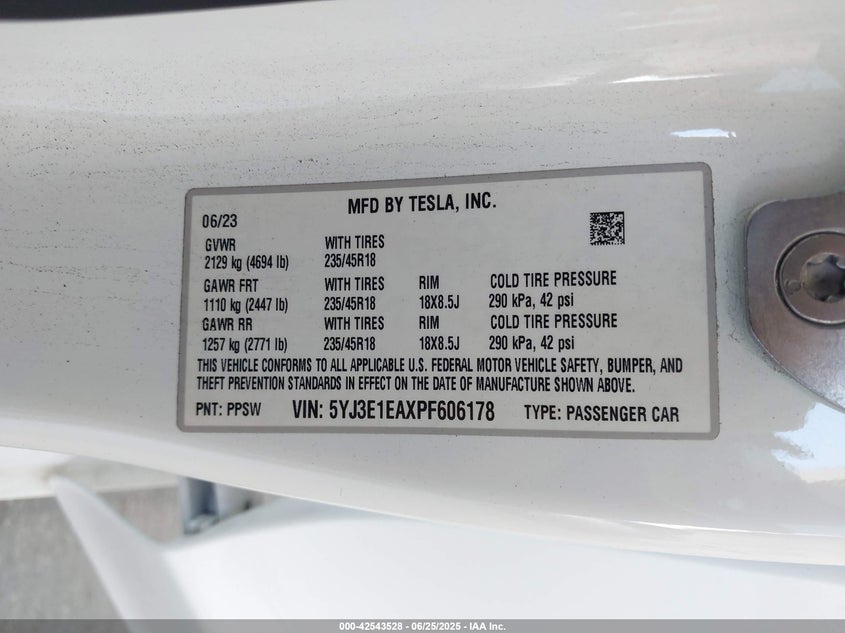 MFD BY TESLA, INC.
06/23
GVWR WITH TIRES
2129 kg (4694 lb) 235/45R18
GAWR FRT WITH TIRES RIM COLD TIRE PRESSURE
1110 kg (2447 lb) 235/45R18 18X8.5J 290 kPa, 42 psi
GAWR RR WITH TIRES RIM COLD TIRE PRESSURE
1257 kg (2771 lb) 235/45R18 18X8.5J 290 kPa, 42 psi
THIS VEHICLE CONFORMS TO ALL APPLICABLE U.S. FEDERAL MOTOR VEHICLE SAFETY, BUMPER, AND
THEFT PREVENTION STANDARDS IN EFFECT ON THE DATE OF MANUFACTURE SHOWN ABOVE.
PNT: PPSW VIN: 5YJ3E1EAXPF606178 TYPE: PASSENGER CAR
000-42543528 - 06/25/2025 - IAA Inc.